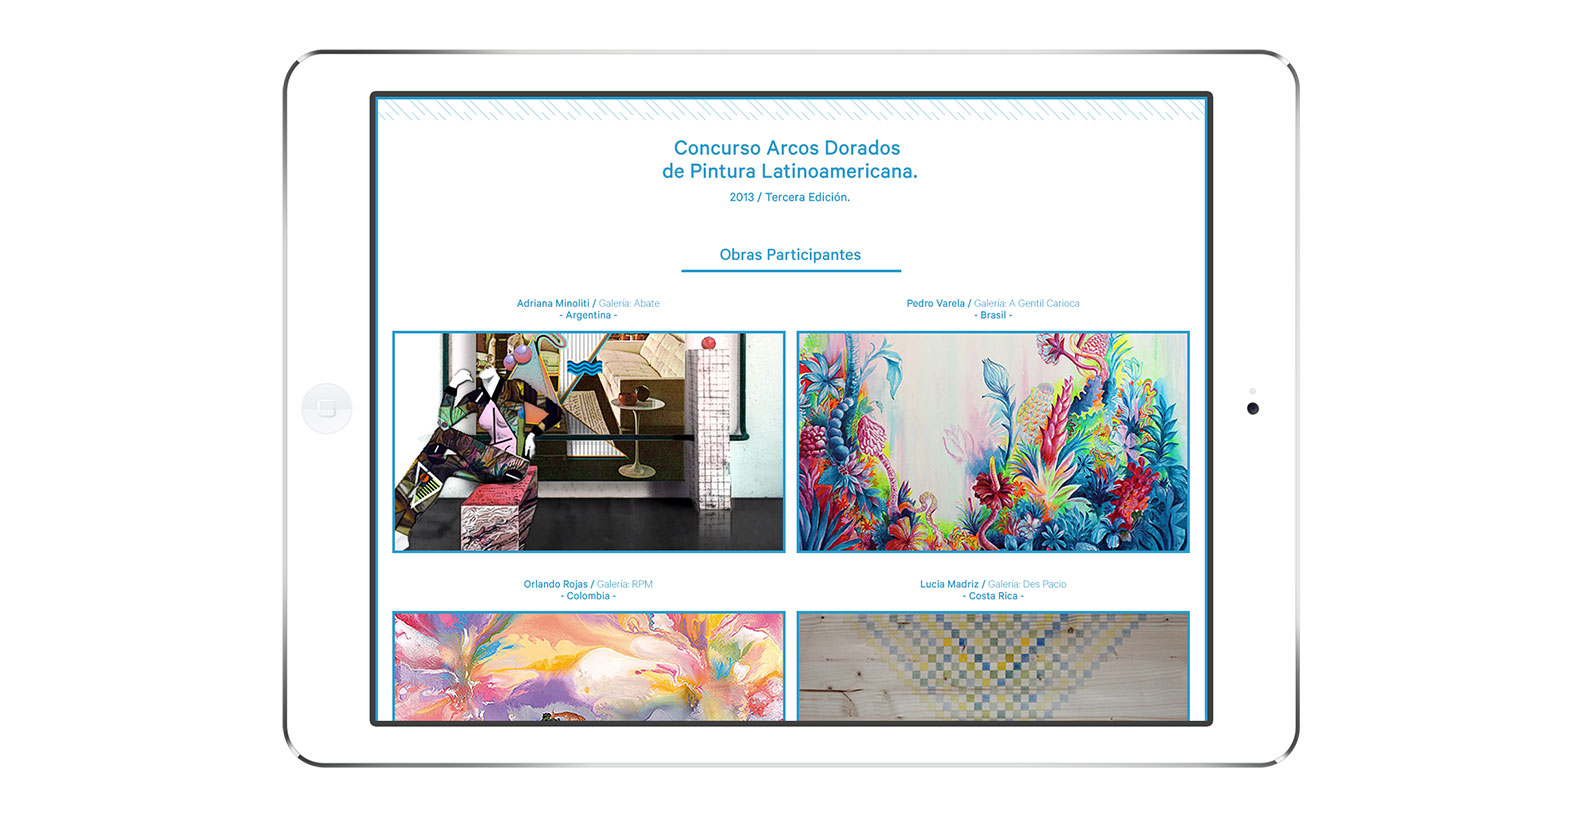 Concurso Arcos Dorados
de Pintura Latinoamericana.
2013 / Tercera Edición.
Obras Participantes
Adriana Minoliti / Galería: Abate
- Argentina -
Pedro Varela / Galería: A Gentil Carioca
- Brasil -
Orlando Rojas / Galería: RPM
- Colombia -
Lucía Madriz / Galería: Des Pacio
- Costa Rica -